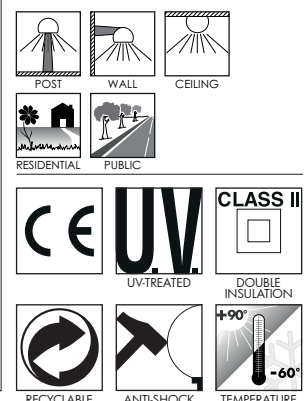 POST WALL CEILING
RESIDENTIAL PUBLIC
CE U.V. CLASS II
UV-TREATED DOUBLE
INSULATION
+90°
-60°
RECYCLABLE ANTI-SHOCK TEMPERATURE